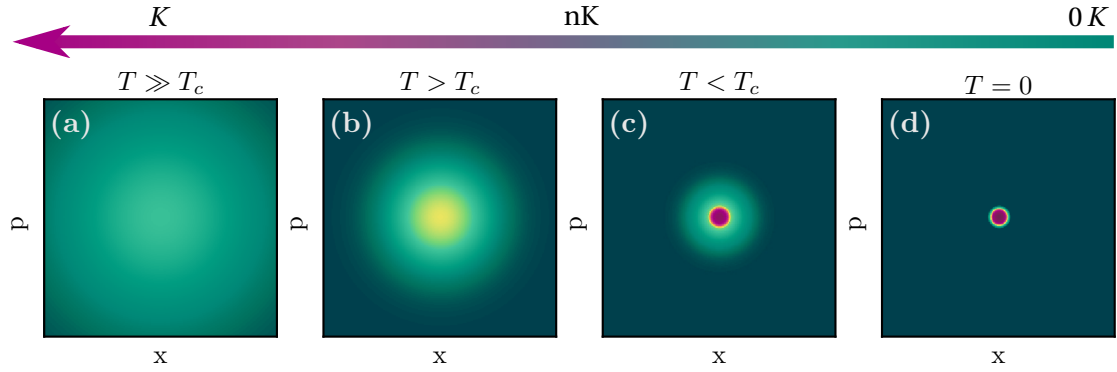 K nK 0 K
T ≫ T_c T > T_c T < T_c T = 0
(a) (b) (c) (d)
p p p p
x x x x